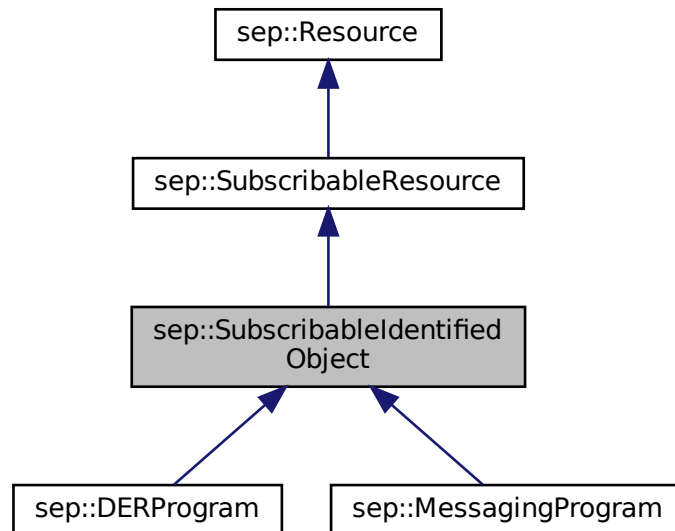 sep::Resource
sep::SubscribableResource
sep::SubscribableIdentified
Object
sep::DERProgram
sep::MessagingProgram